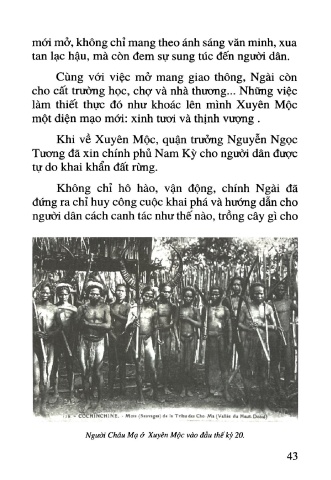 mới mở, không chỉ mang theo ánh sáng văn minh, xua
tan lạc hậu, mà còn đem sự sung túc đến người dân.
Cùng với việc mở mang giao thông, Ngài còn
cho cất trường học, chợ và nhà thương... Những việc
làm thiết thực đó như khoác lên mình Xuyên Mộc
một diện mạo mới: xinh tươi và thịnh vượng .
Khi về Xuyên Mộc, quận trưởng Nguyễn Ngọc
Tương đã xin chính phủ Nam Kỳ cho người dân được
tự do khai khẩn đất rừng.
Không chỉ hô hào, vận động, chính Ngài đã
đứng ra chỉ huy công cuộc khai phá và hướng dẫn cho
người dân cách canh tác như thế nào, trồng cây gì cho
COCHINCHINE. - Mois (Sauvages) de la Tribu des Cho-Ma (Vallée du Haut Donaï)
Người Châu Mạ ở Xuyên Mộc vào đầu thế kỷ 20.
43